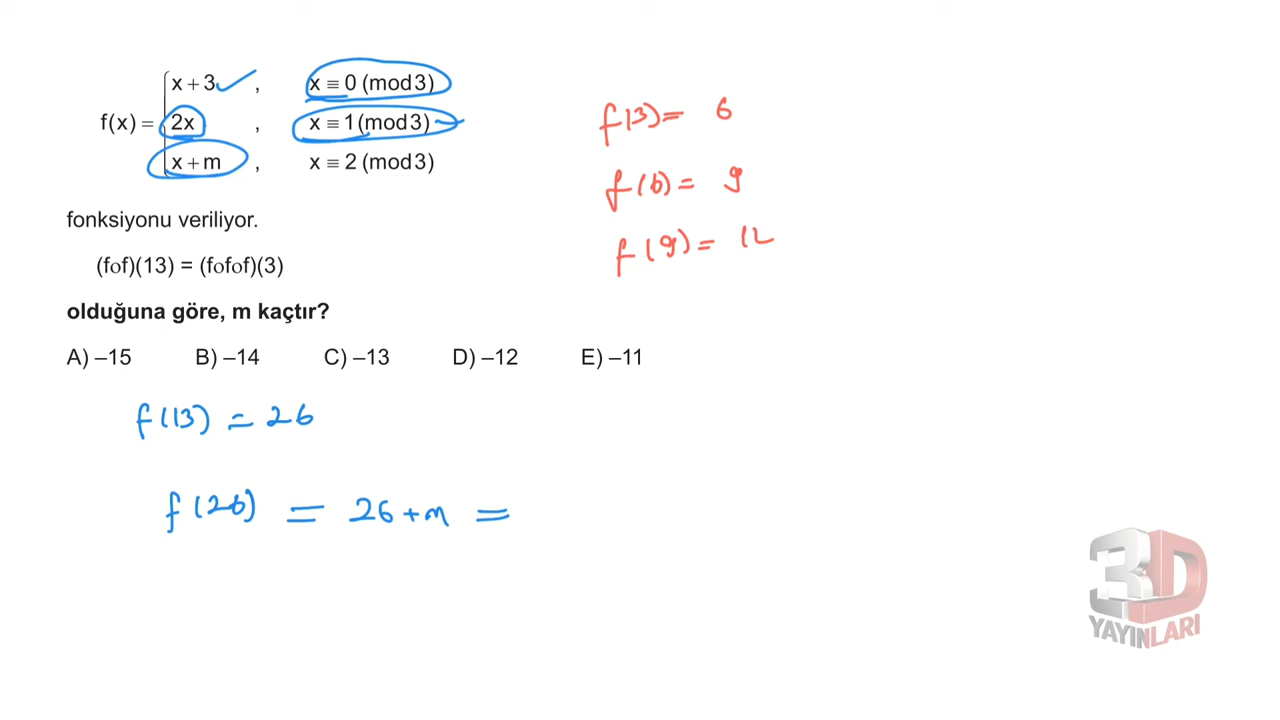 f(x) = { x + 3 , x ≡ 0 (mod 3)
2x , x ≡ 1 (mod 3)
x + m , x ≡ 2 (mod 3)
fonksiyonu veriliyor.
(fof)(13) = (fofof)(3)
olduğuna göre, m kaçtır?
A) –15 B) –14 C) –13 D) –12 E) –11
f(3) = 6
f(6) = 9
f(9) = 12
f(13) = 26
f(26) = 26 + m =
3D
YAYINLARI